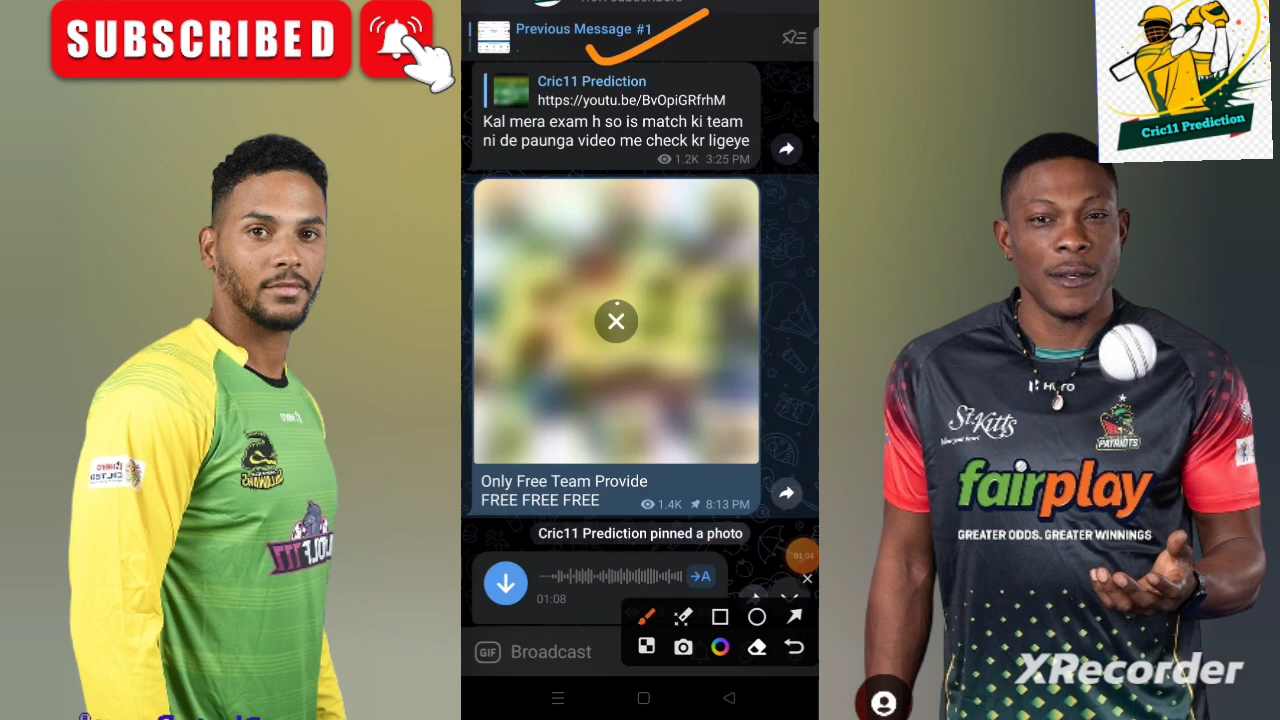 SUBSCRIBED
Previous Message #1
Cric11 Prediction
https://youtu.be/BvOpiGRfrhM
Kal mera exam h so is match ki team
ni de paunga video me check kr ligeye
1.2K 3:25 PM
Only Free Team Provide
FREE FREE FREE
1.4K 8:13 PM
Cric11 Prediction pinned a photo
01:08
→A
01:04
GIF Broadcast
Cric11 Prediction
Hero
St. Kitts
PATRIOTS
fairplay
GREATER ODDS. GREATER WINNINGS
XRecorder